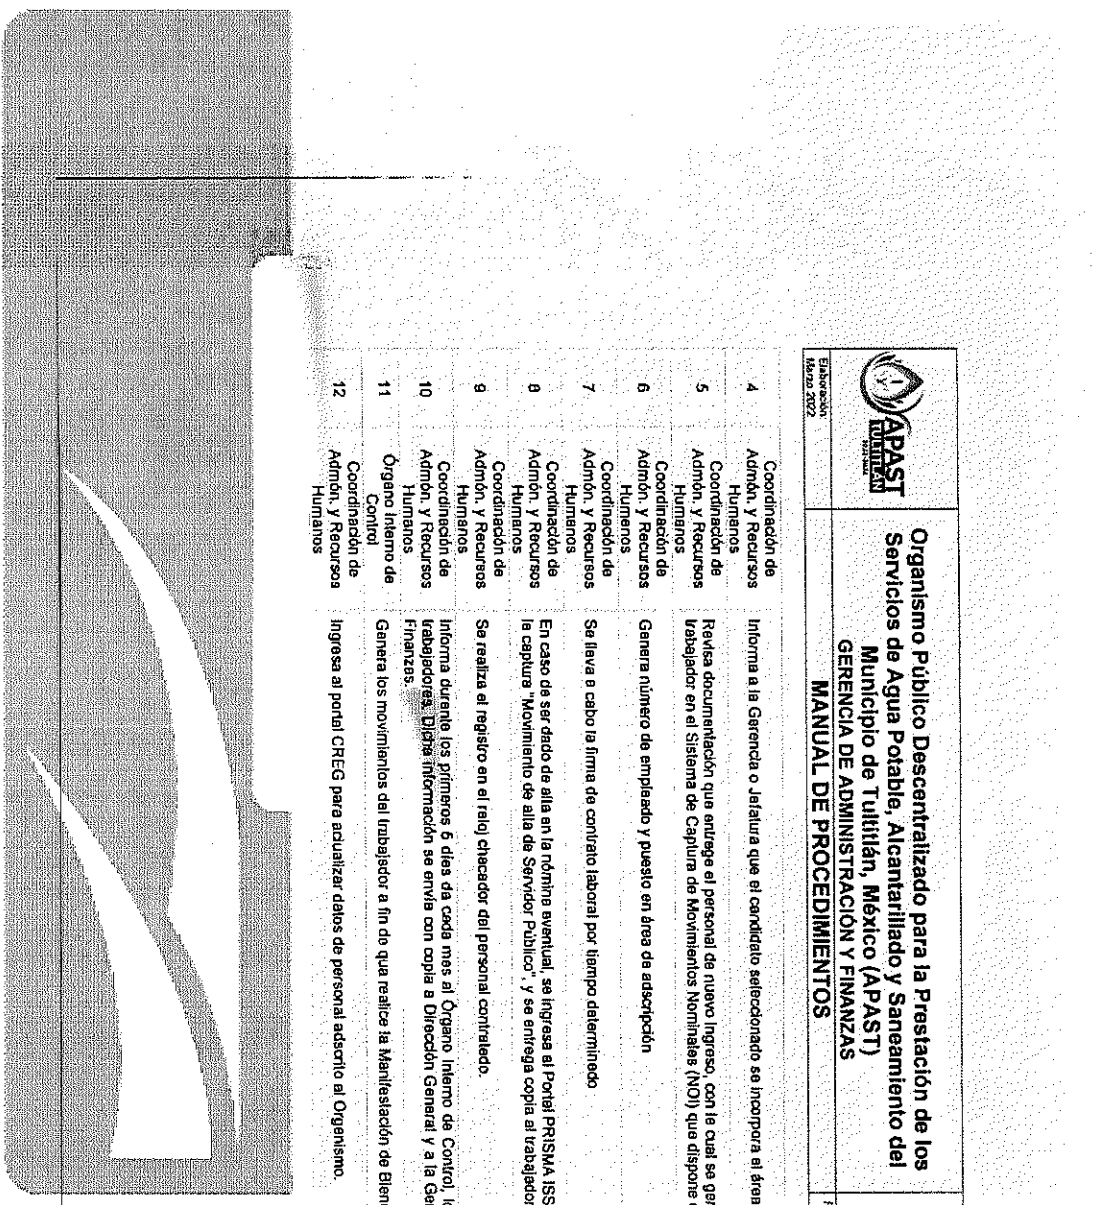 APAST
TULTITLÁN
Organismo Público Descentralizado para la Prestación de los
Servicios de Agua Potable, Alcantarillado y Saneamiento del
Municipio de Tultitlán, México (APAST)
GERENCIA DE ADMINISTRACIÓN Y FINANZAS
Elaboración:
Marzo 2022
MANUAL DE PROCEDIMIENTOS
4
Coordinación de
Admón. y Recursos
Humanos
Informa a la Gerencia o Jefatura que el candidato seleccionado se incorpora el área
5
Coordinación de
Admón. y Recursos
Humanos
Revisa documentación que entrega el personal de nuevo ingreso, con la cual se
trabajador en el Sistema de Captura de Movimientos Nominales (NOI) que dispone
6
Coordinación de
Admón. y Recursos
Humanos
Genera número de empleado y puesto en área de adscripción
7
Coordinación de
Admón. y Recursos
Humanos
Se lleva a cabo la firma de contrato laboral por tiempo determinado
8
Coordinación de
Admón. y Recursos
Humanos
En caso de ser dado de alta en la nómina eventual, se ingresa al Portal PRISMA ISS
la captura "Movimiento de alta de Servidor Público", y se entrega copia al trabajador
9
Coordinación de
Admón. y Recursos
Humanos
Se realiza el registro en el reloj checador del personal contratado.
10
Coordinación de
Admón. y Recursos
Humanos
Informa durante los primeros 5 días de cada mes al Órgano Interno de Control,
trabajadores. Dicha información se envía con copia a Dirección General y a la
Finanzas.
11
Órgano Interno de
Control
Genera los movimientos del trabajador a fin de que realice la Manifestación de
12
Coordinación de
Admón. y Recursos
Humanos
Ingresa al portal CREG para actualizar datos de personal adscrito al Organismo.